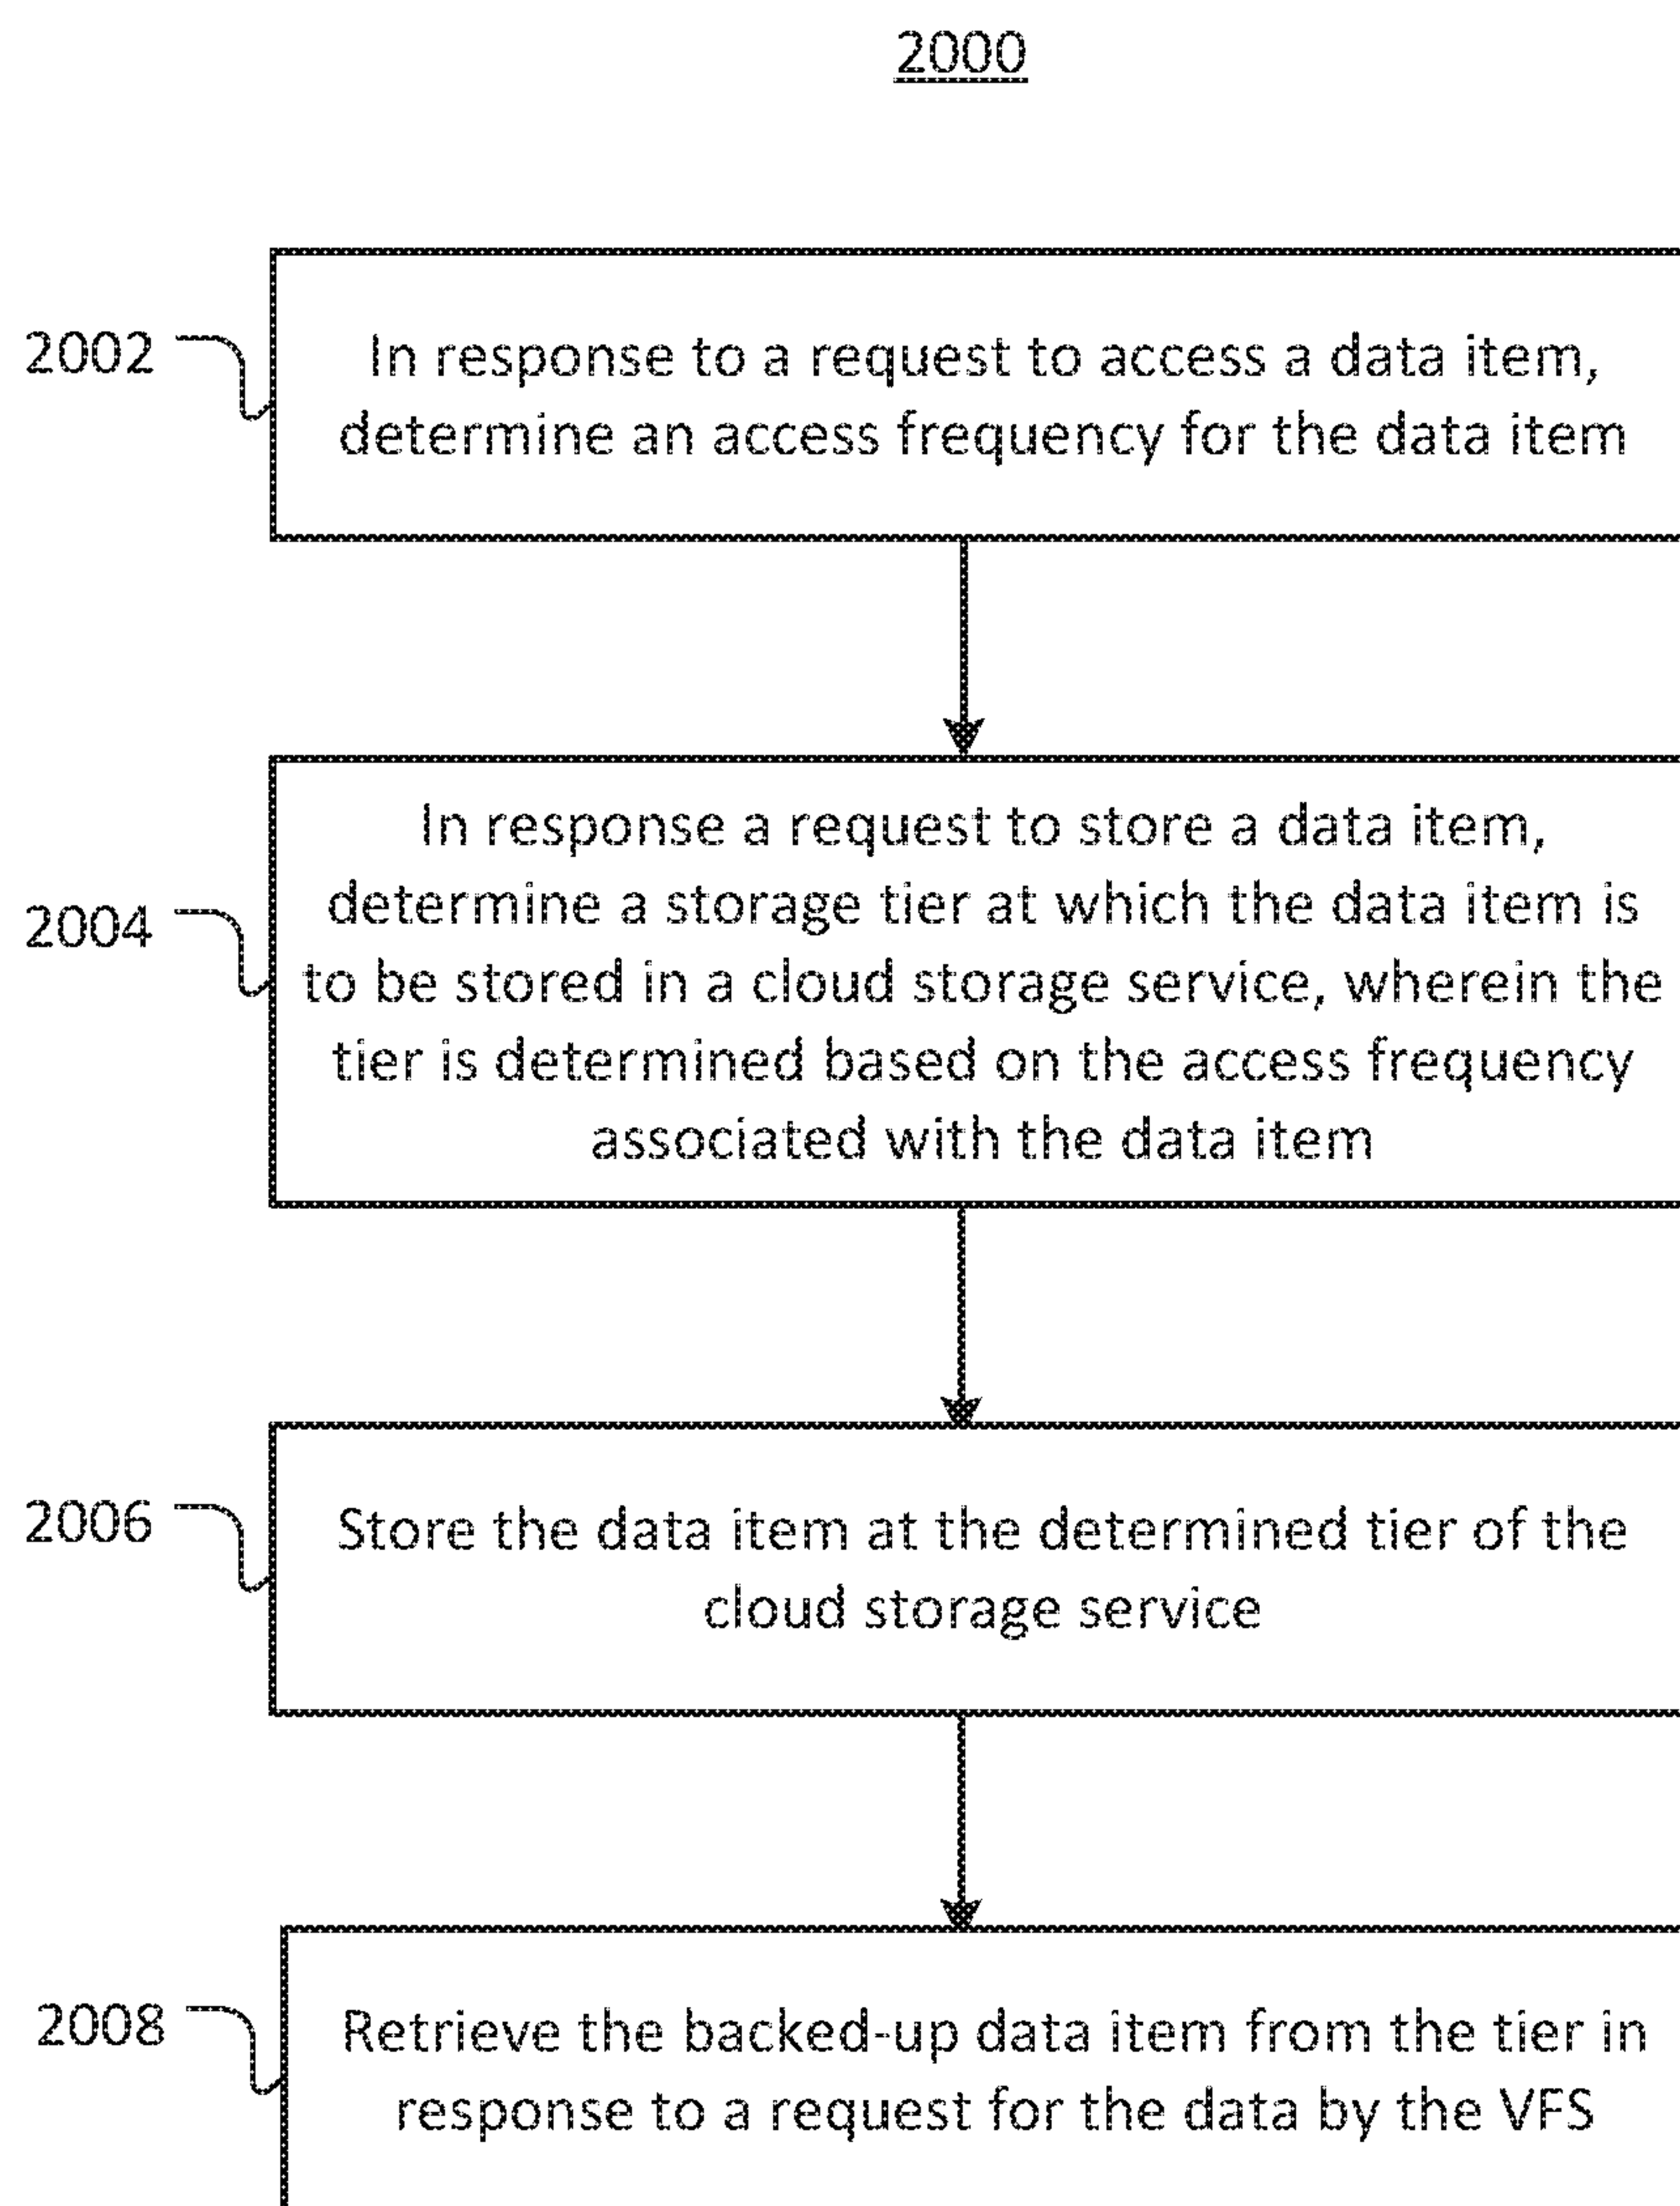 2000
2002
In response to a request to access a data item,
determine an access frequency for the data item
2004
In response a request to store a data item,
determine a storage tier at which the data item is
to be stored in a cloud storage service, wherein the
tier is determined based on the access frequency
associated with the data item
2006
Store the data item at the determined tier of the
cloud storage service
2008
Retrieve the backed-up data item from the tier in
response to a request for the data by the VFS